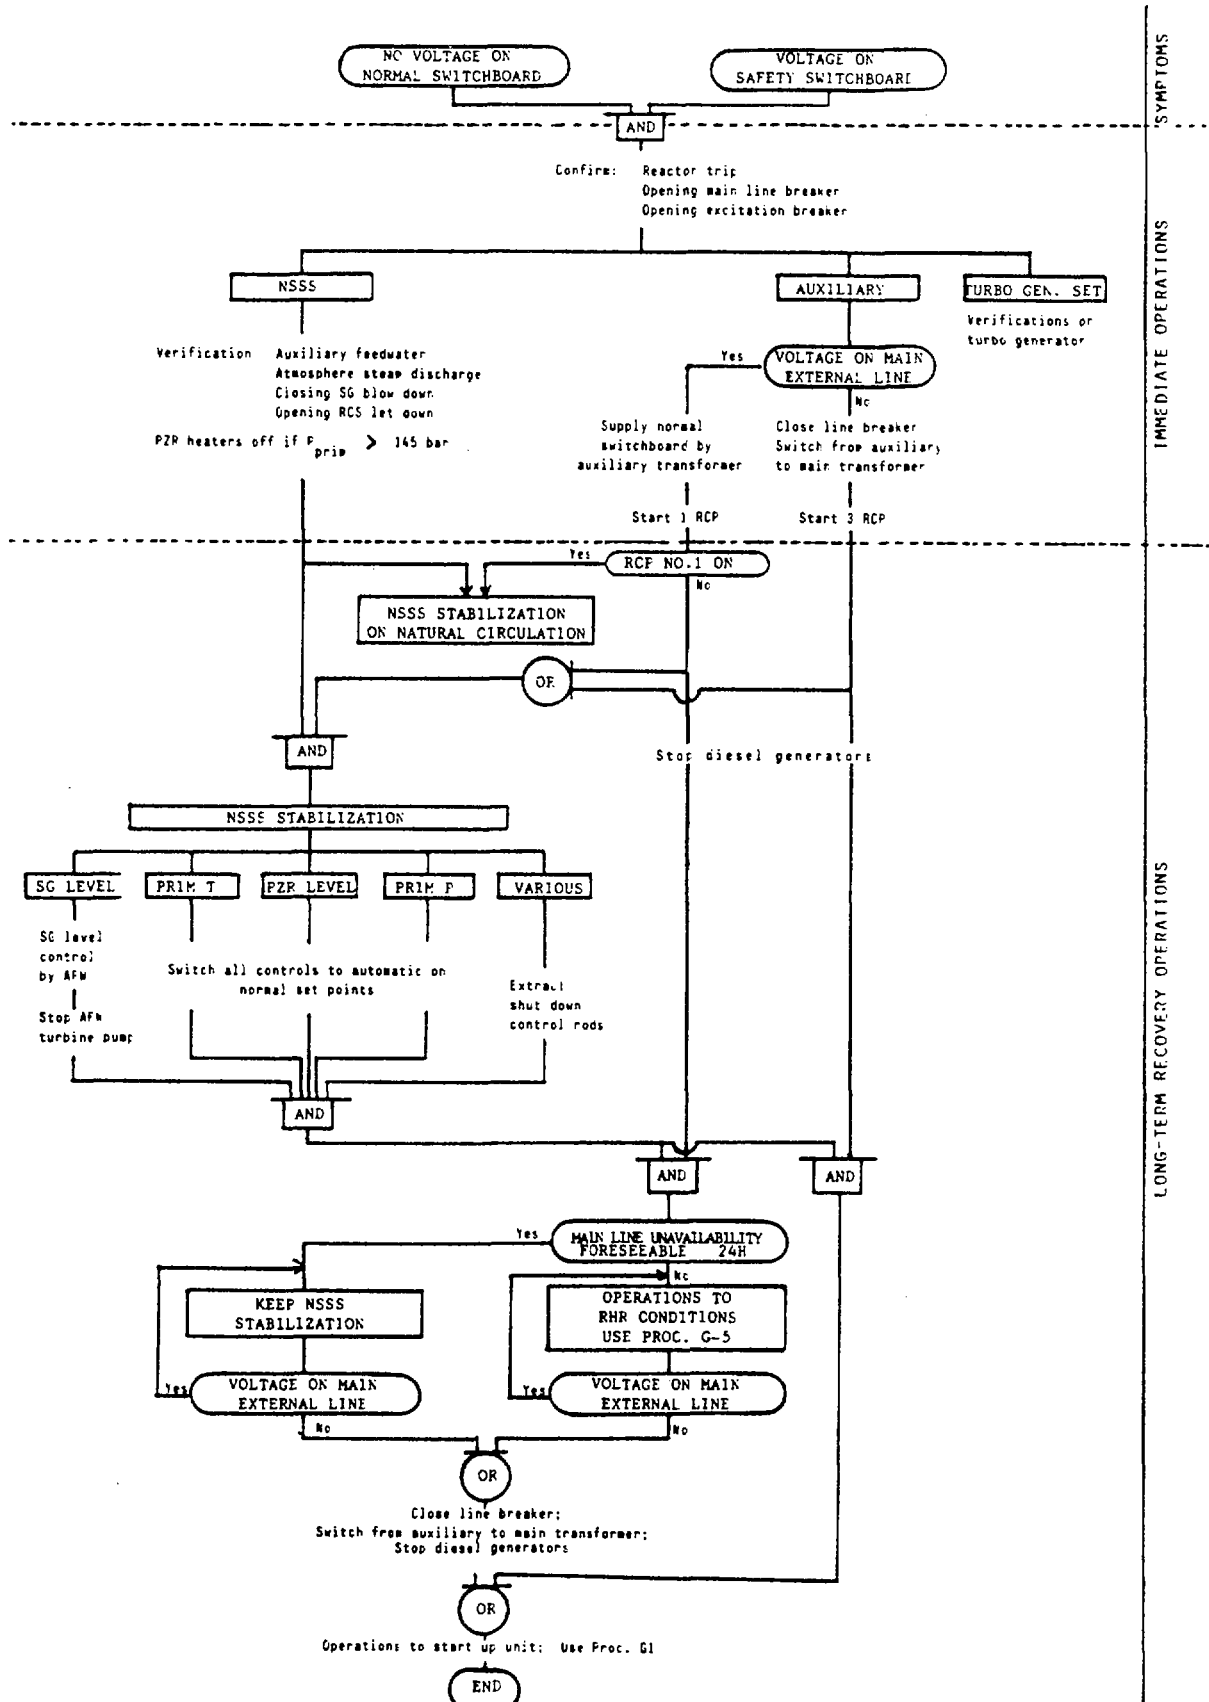 NO VOLTAGE ON
NORMAL SWITCHBOARD
VOLTAGE ON
SAFETY SWITCHBOARD
SYMPTOMS
AND
Confirm: Reactor trip
Opening main line breaker
Opening excitation breaker
IMMEDIATE OPERATIONS
NSSS
AUXILIARY
TURBO GEN. SET
Verifications or
turbo generator
Verification Auxiliary feedwater
Atmosphere steam discharge
Closing SG blow down
Opening RCS let down
PZR heaters off if P prim > 145 bar
Yes
VOLTAGE ON MAIN
EXTERNAL LINE
No
Supply normal
switchboard by
auxiliary transformer
Close line breaker
Switch from auxiliary
to main transformer
Start 1 RCP
Start 3 RCP
Yes
RCP NO.1 ON
No
NSSS STABILIZATION
ON NATURAL CIRCULATION
OR
AND
Stop diesel generators
NSSS STABILIZATION
SG LEVEL
PRIM T
PZR LEVEL
PRIM P
VARIOUS
SG level
control
by AFW
Stop AFW
turbine pump
Switch all controls to automatic on
normal set points
Extract
shut down
control rods
LONG-TERM RECOVERY OPERATIONS
AND
AND
AND
Yes
MAIN LINE UNAVAILABILITY
FORESEEABLE 24H
No
KEEP NSSS
STABILIZATION
OPERATIONS TO
RHR CONDITIONS
USE PROC. G-5
Yes
VOLTAGE ON MAIN
EXTERNAL LINE
No
Yes
VOLTAGE ON MAIN
EXTERNAL LINE
No
OR
Close line breaker;
Switch from auxiliary to main transformer;
Stop diesel generators
OR
Operations to start up unit: Use Proc. G1
END